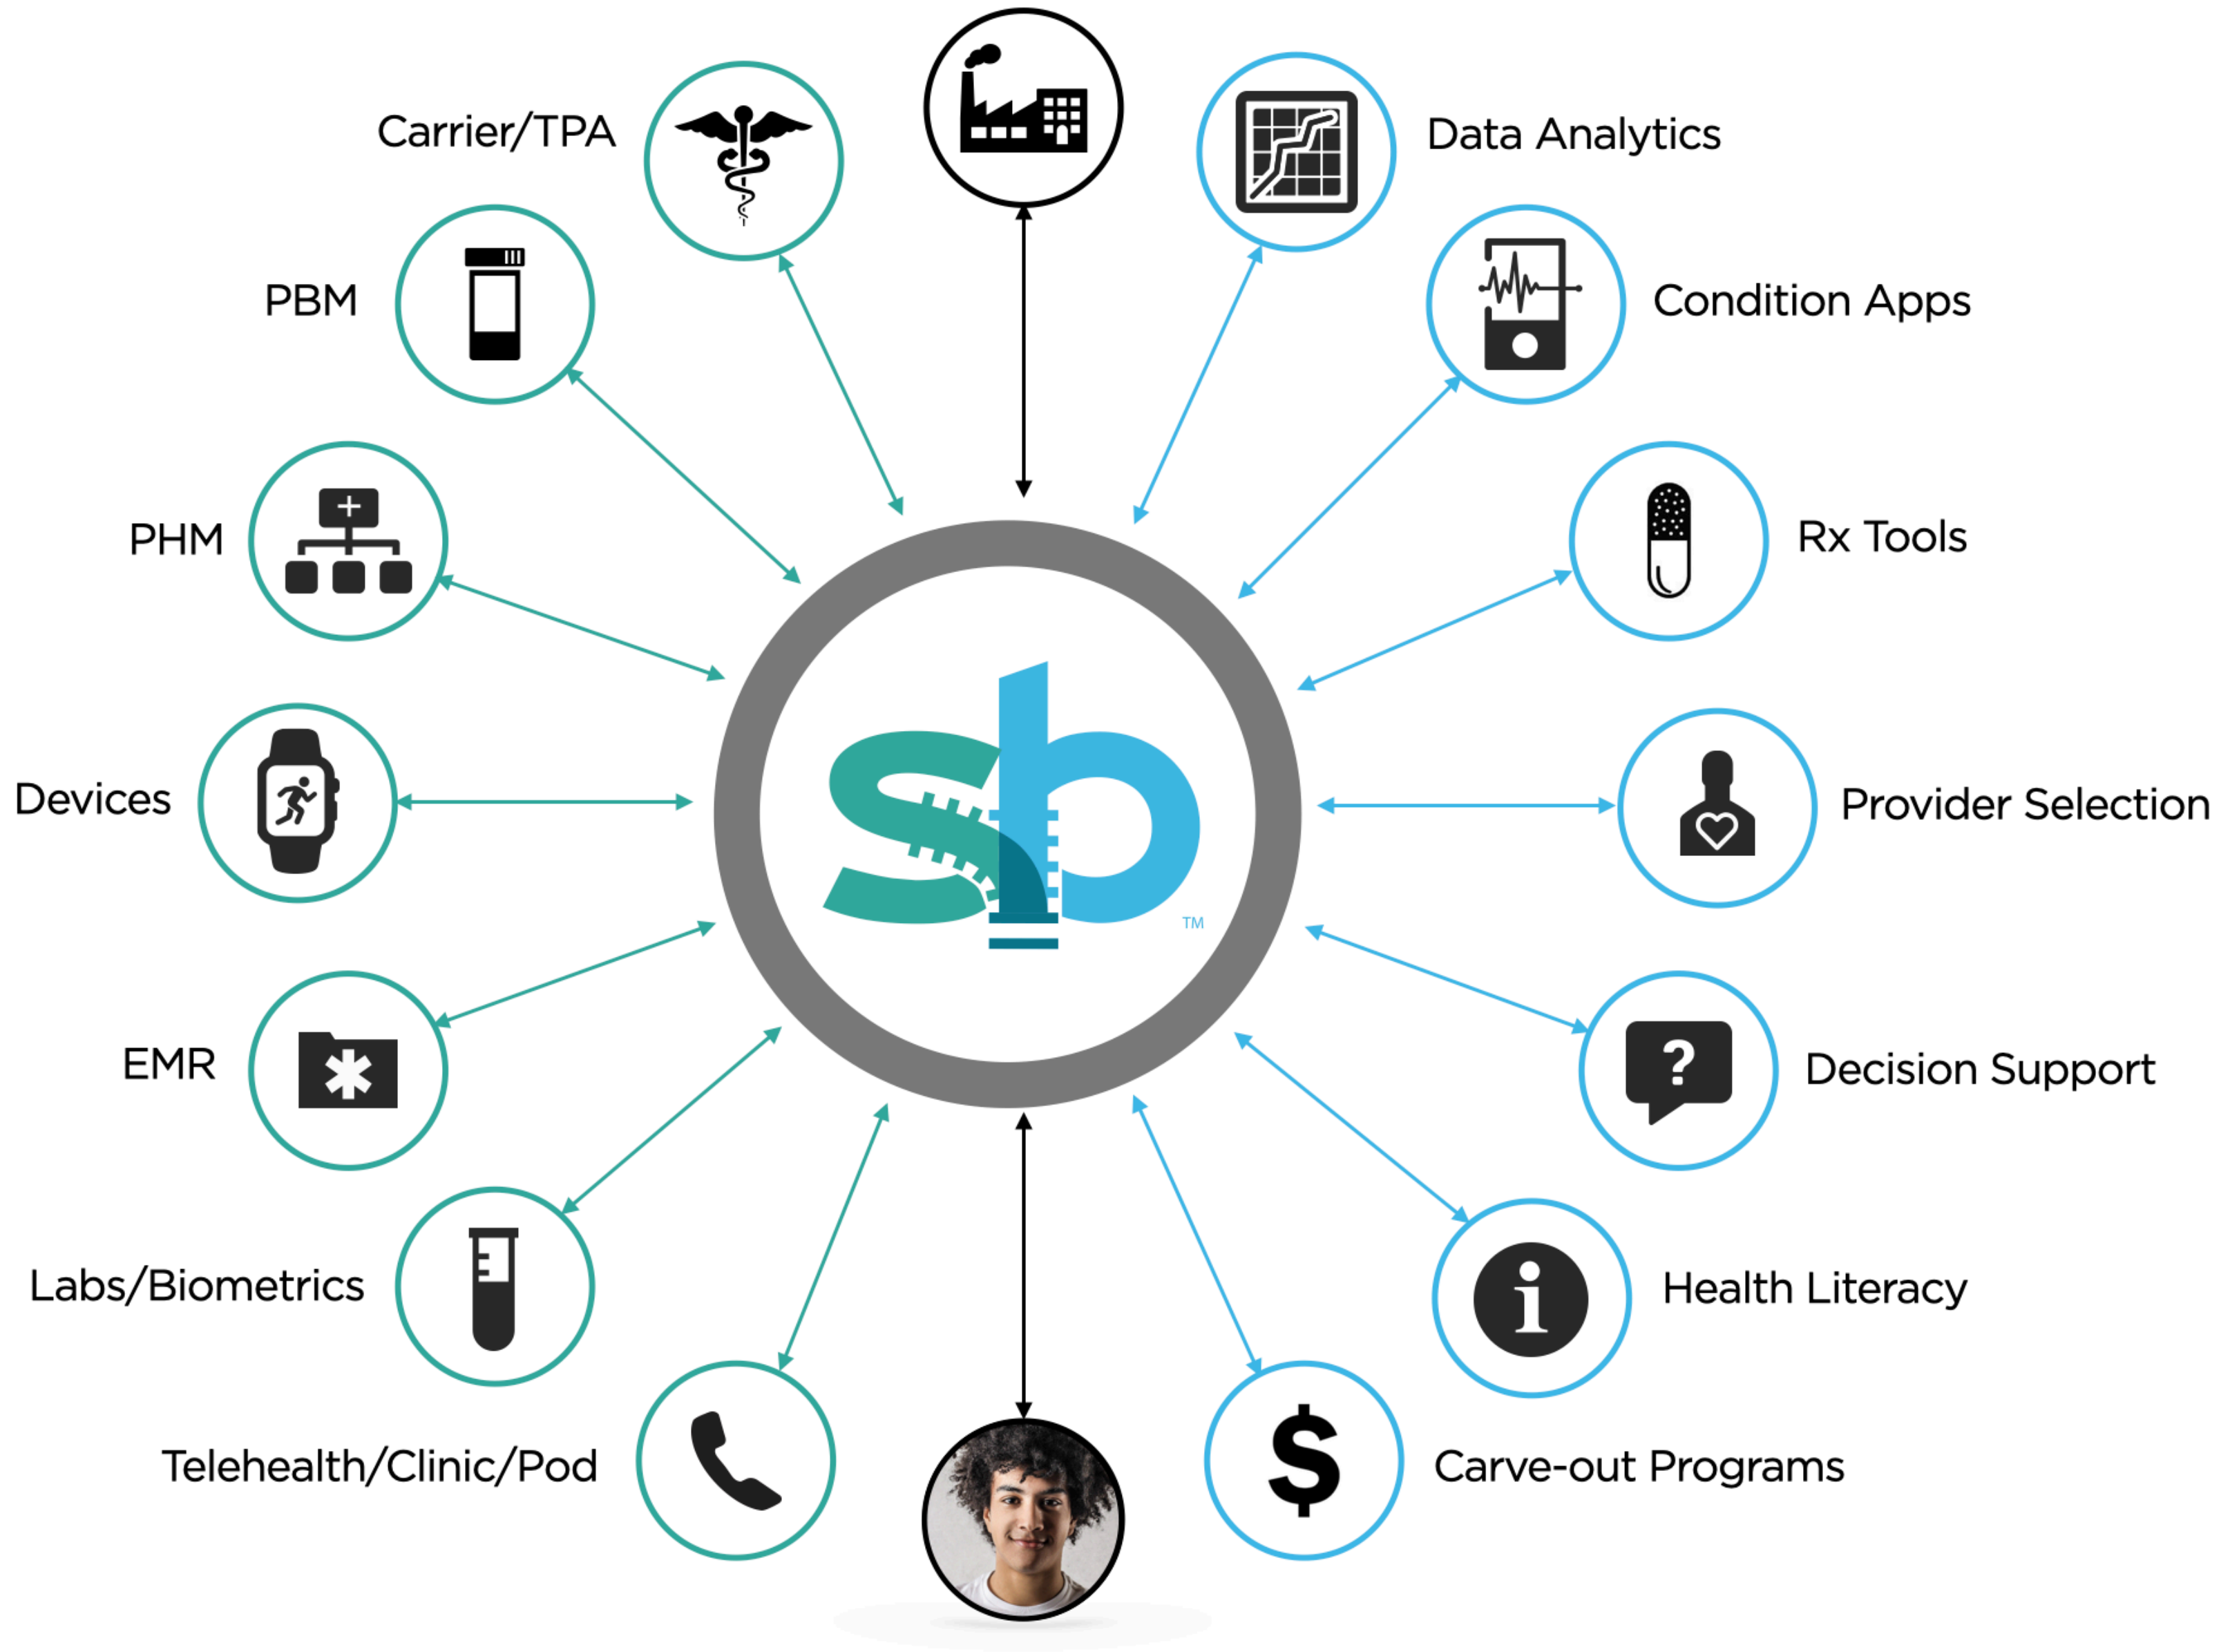 Carrier/TPA
Data Analytics
PBM
Condition Apps
PHM
Rx Tools
Devices
Provider Selection
sb
TM
EMR
Decision Support
?
Labs/Biometrics
Health Literacy
i
Telehealth/Clinic/Pod
$
Carve-out Programs